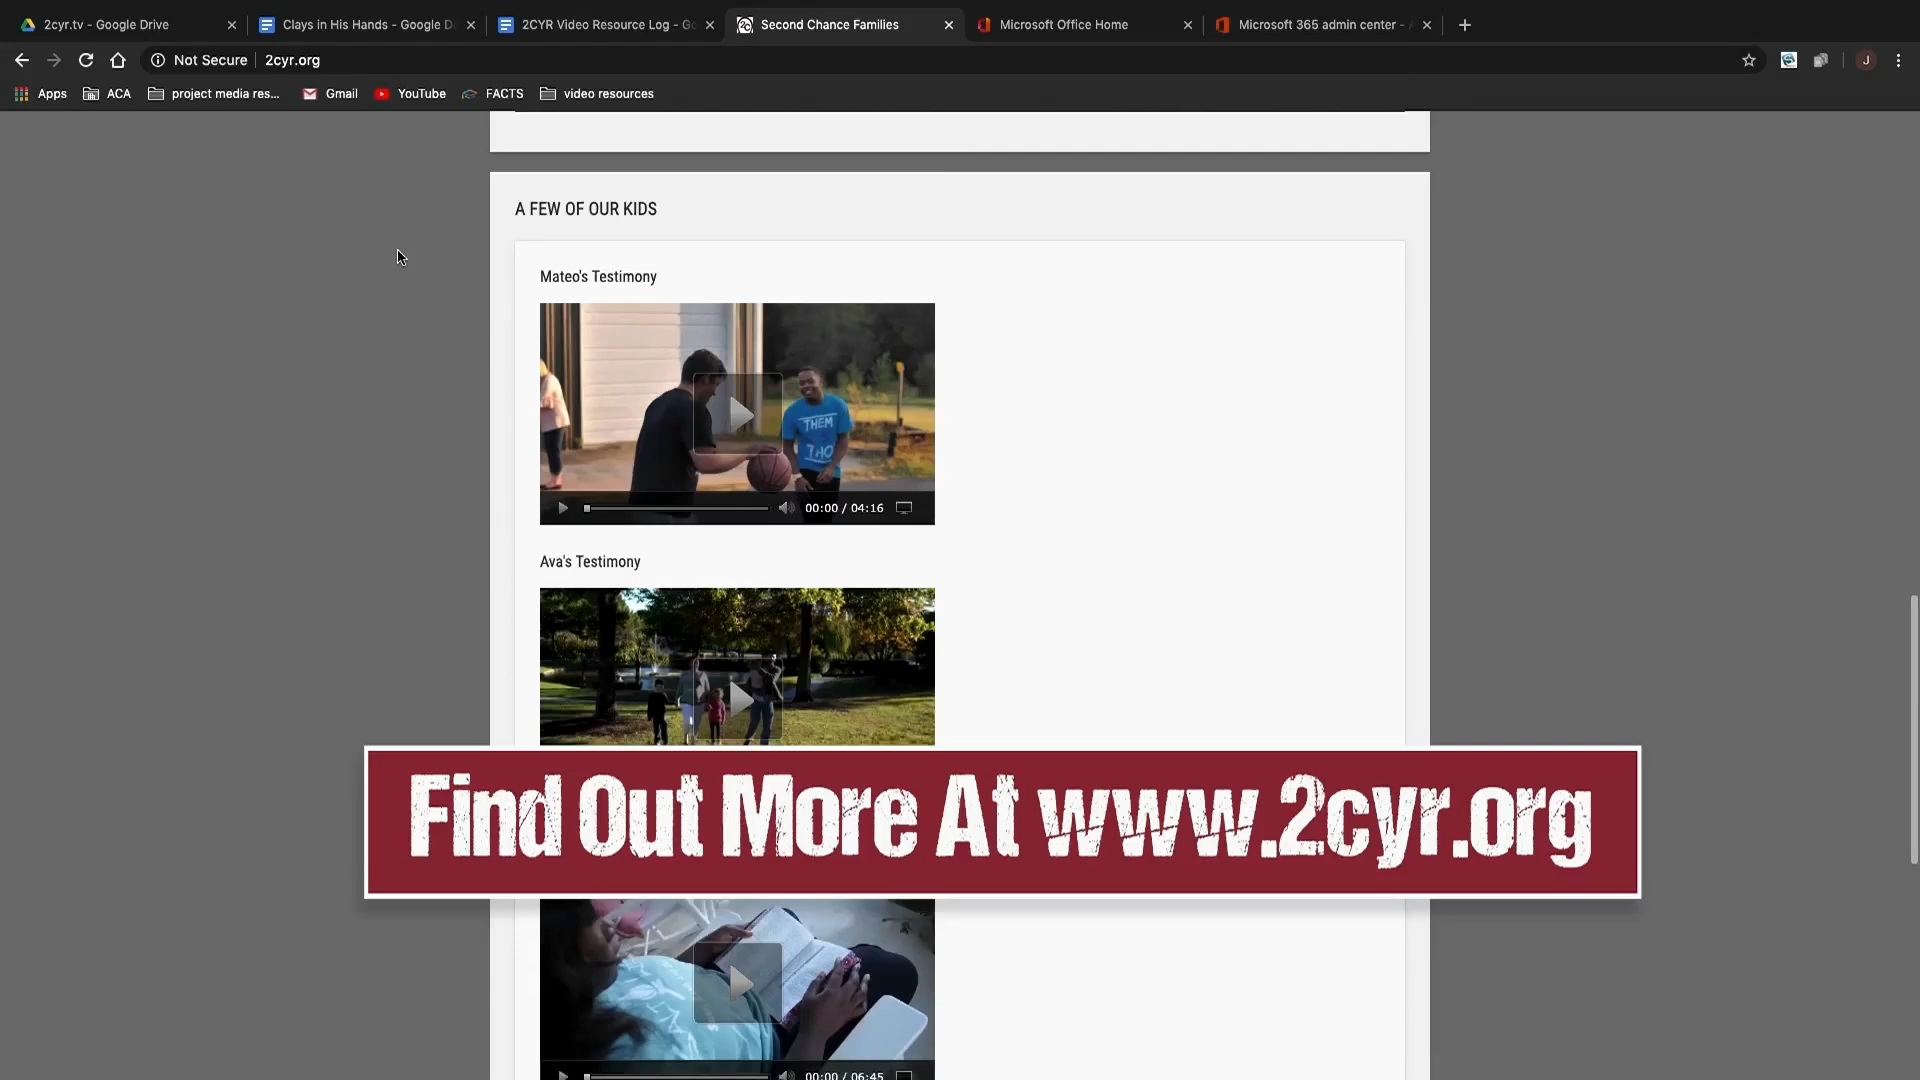 2cyr.tv - Google Drive
Clays in His Hands - Google D
2CYR Video Resource Log - Go
Second Chance Families
Microsoft Office Home
Microsoft 365 admin center -
Not Secure
2cyr.org
J
Apps
ACA
project media res...
Gmail
YouTube
FACTS
video resources
A FEW OF OUR KIDS
Mateo's Testimony
THEM
THO
00:00 / 04:16
Ava's Testimony
Find Out More At www.2cyr.org
00:00 / 06:45